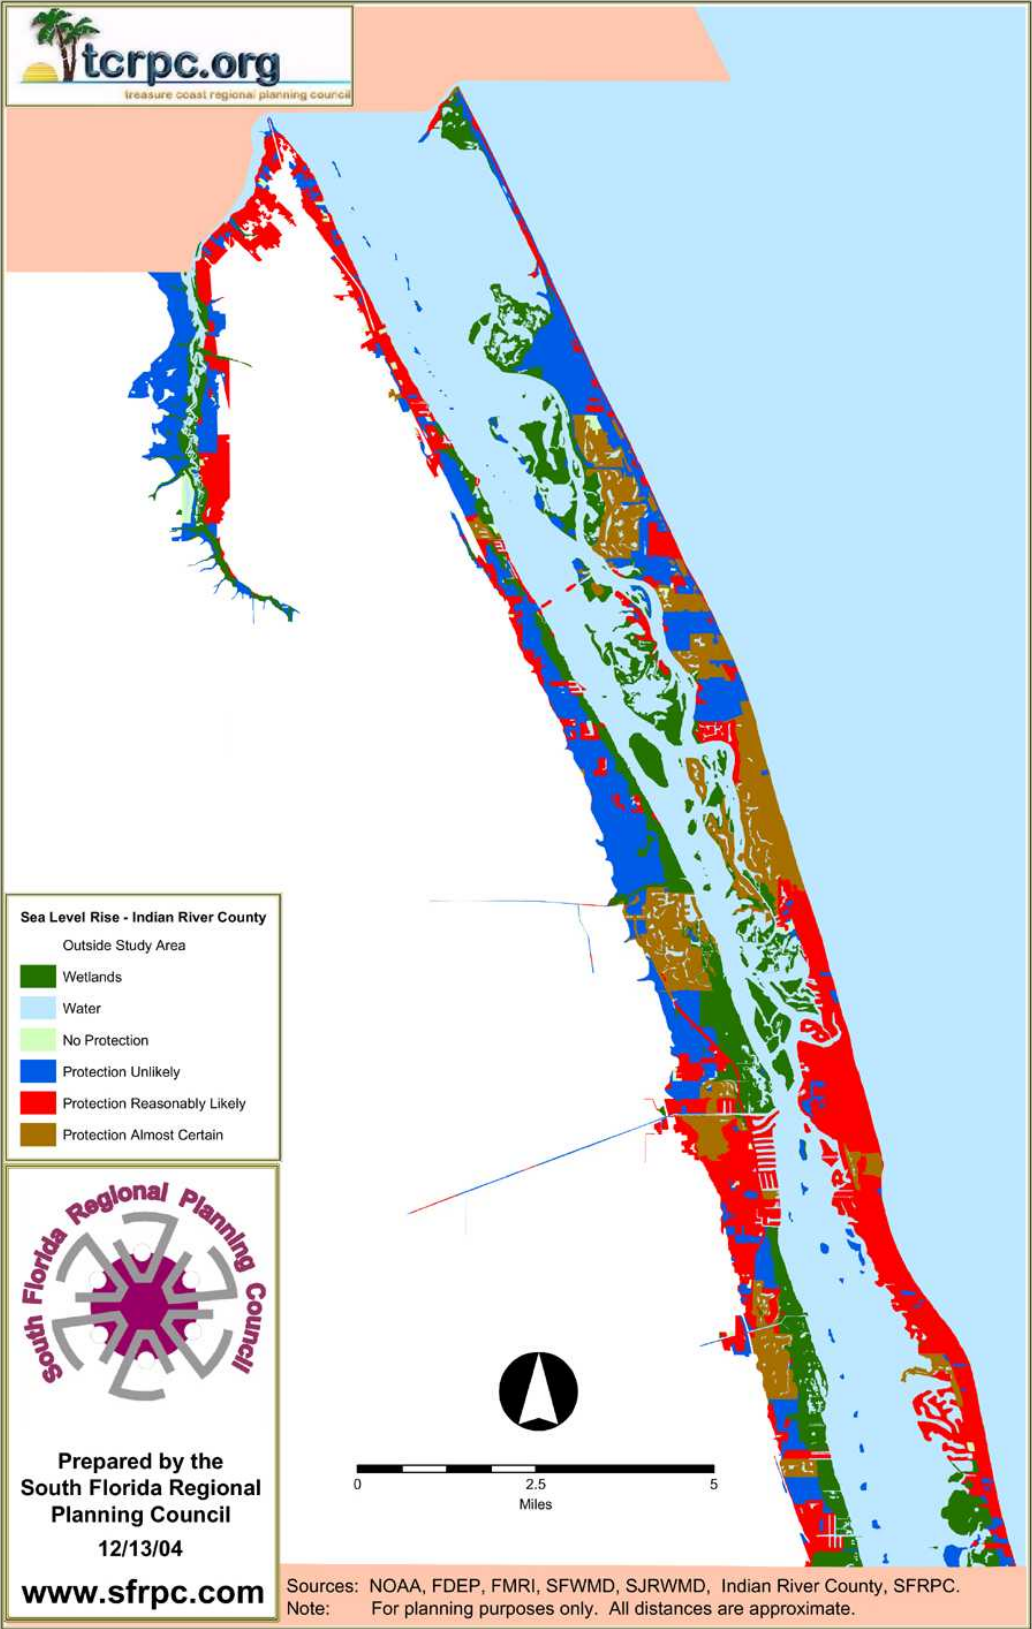 tcrpc.org
treasure coast regional planning council
Sea Level Rise - Indian River County
Outside Study Area
Wetlands
Water
No Protection
Protection Unlikely
Protection Reasonably Likely
Protection Almost Certain
South Florida Regional Planning Council
Prepared by the
South Florida Regional
Planning Council
12/13/04
www.sfrpc.com
0 2.5 5
Miles
Sources: NOAA, FDEP, FMRI, SFWMD, SJRWMD, Indian River County, SFRPC.
Note: For planning purposes only. All distances are approximate.